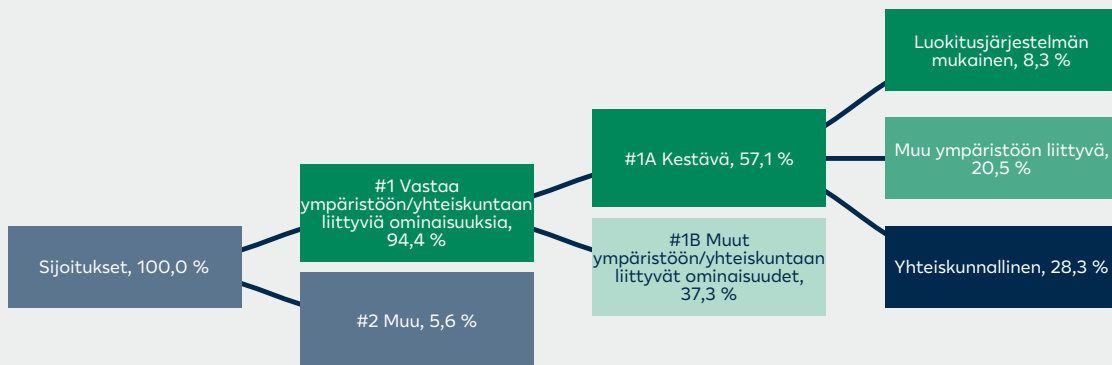 Sijoitukset, 100,0 %
#1 Vastaa
ympäristöön/yhteiskuntaan
liittyviä ominaisuuksia,
94,4 %
#2 Muu, 5,6 %
#1A Kestävä, 57,1 %
#1B Muut
ympäristöön/yhteiskuntaan
liittyvät ominaisuudet,
37,3 %
Luokitusjärjestelmän
mukainen, 8,3 %
Muu ympäristöön liittyvä,
20,5 %
Yhteiskunnallinen, 28,3 %